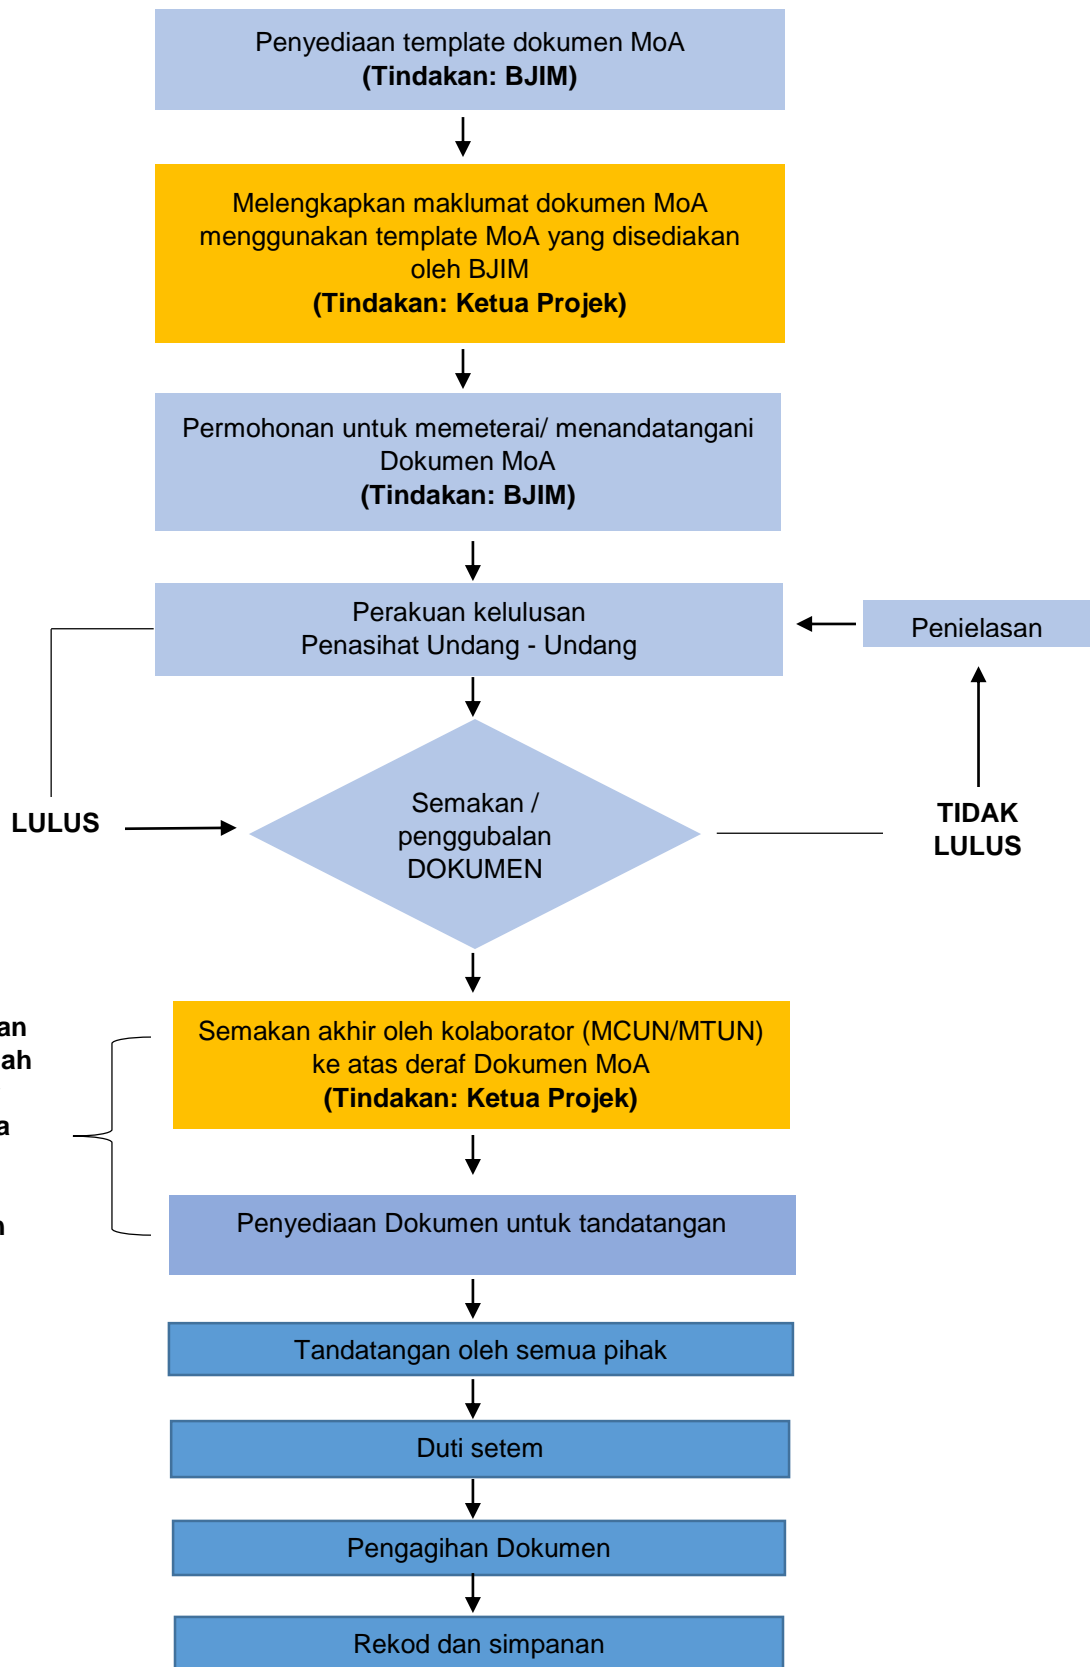 Penyediaan template dokumen MoA
(Tindakan: BJIM)
Melengkapkan maklumat dokumen MoA
menggunakan template MoA yang disediakan
oleh BJIM
(Tindakan: Ketua Projek)
Permohonan untuk memeterai/ menandatangani
Dokumen MoA
(Tindakan: BJIM)
Perakuan kelulusan
Penasihat Undang - Undang
Penielasan
LULUS
Semakan /
penggubalan
DOKUMEN
TIDAK
LULUS
Semakan akhir oleh kolaborator (MCUN/MTUN)
ke atas deraf Dokumen MoA
(Tindakan: Ketua Projek)
Penyediaan Dokumen untuk tandatangan
Tandatangan oleh semua pihak
Duti setem
Pengagihan Dokumen
Rekod dan simpanan